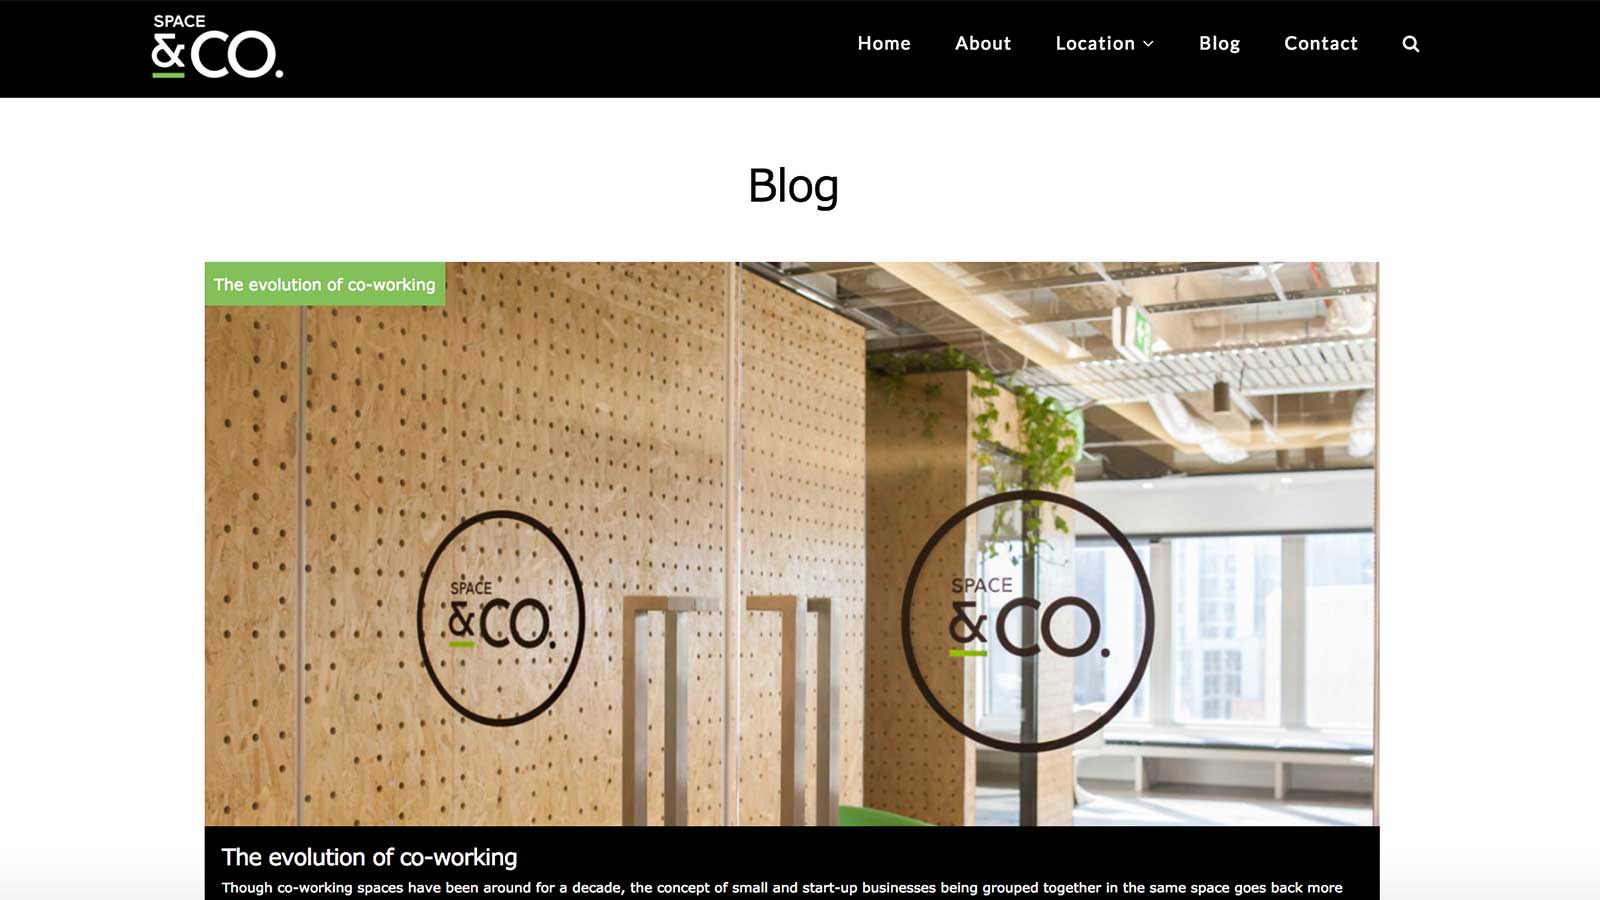 SPACE
&CO.
Home About Location Blog Contact
Blog
The evolution of co-working
SPACE
&CO.
SPACE
&CO.
The evolution of co-working
Though co-working spaces have been around for a decade, the concept of small and start-up businesses being grouped together in the same space goes back more